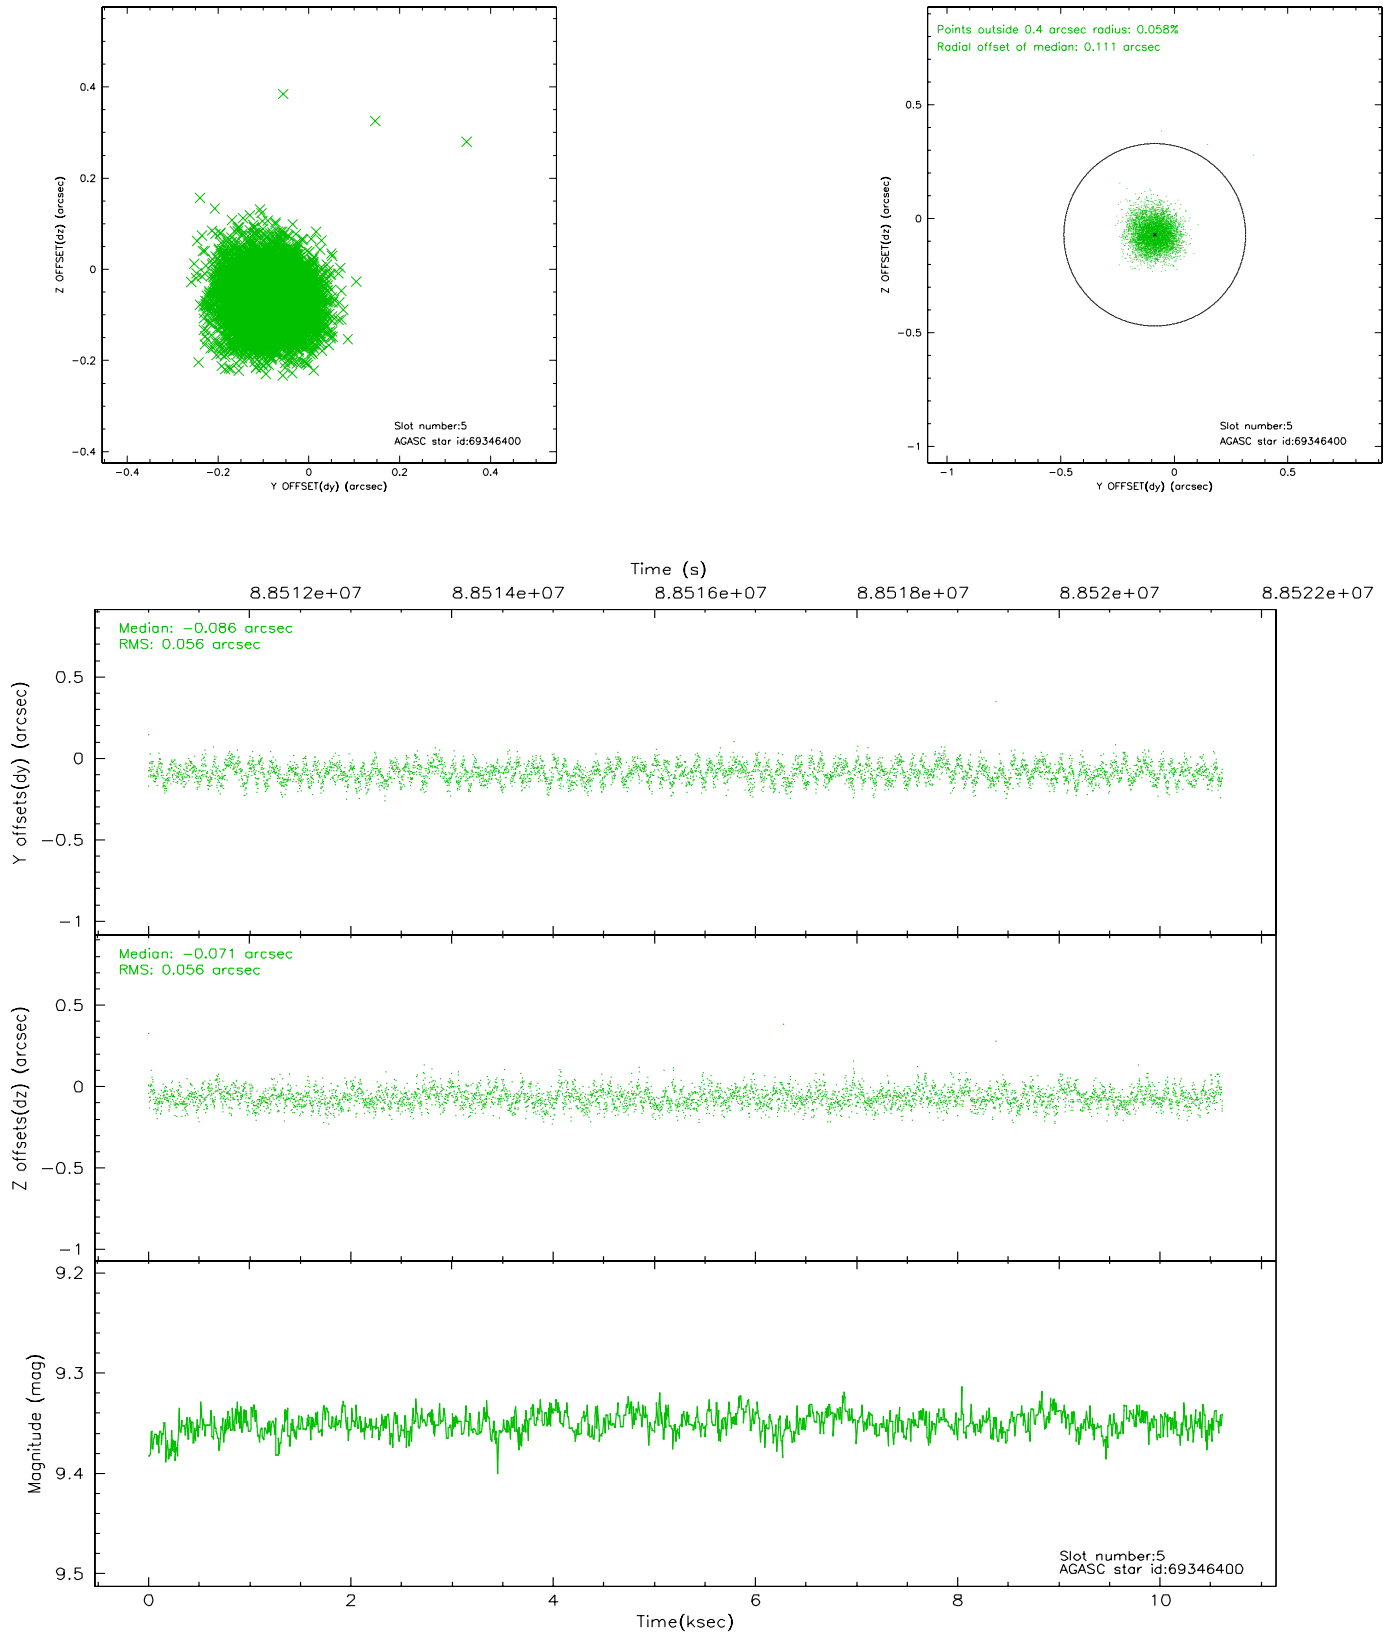 0.4
0.2
0
−0.2
−0.4
Z OFFSET(dz) (arcsec)
−0.4
−0.2
0
0.2
0.4
Y OFFSET(dy) (arcsec)
Slot number:5
AGASC star id:69346400
Points outside 0.4 arcsec radius: 0.058%
Radial offset of median: 0.111 arcsec
0.5
0
−0.5
−1
Z OFFSET(dz) (arcsec)
−1
−0.5
0
0.5
Y OFFSET(dy) (arcsec)
Slot number:5
AGASC star id:69346400
Time (s)
8.8512e+07
8.8514e+07
8.8516e+07
8.8518e+07
8.852e+07
8.8522e+07
Median: −0.086 arcsec
RMS: 0.056 arcsec
0.5
0
−0.5
−1
Y offsets(dy) (arcsec)
Median: −0.071 arcsec
RMS: 0.056 arcsec
0.5
0
−0.5
−1
Z offsets(dz) (arcsec)
9.2
9.3
9.4
9.5
Magnitude (mag)
Slot number:5
AGASC star id:69346400
0
2
4
6
8
10
Time(ksec)